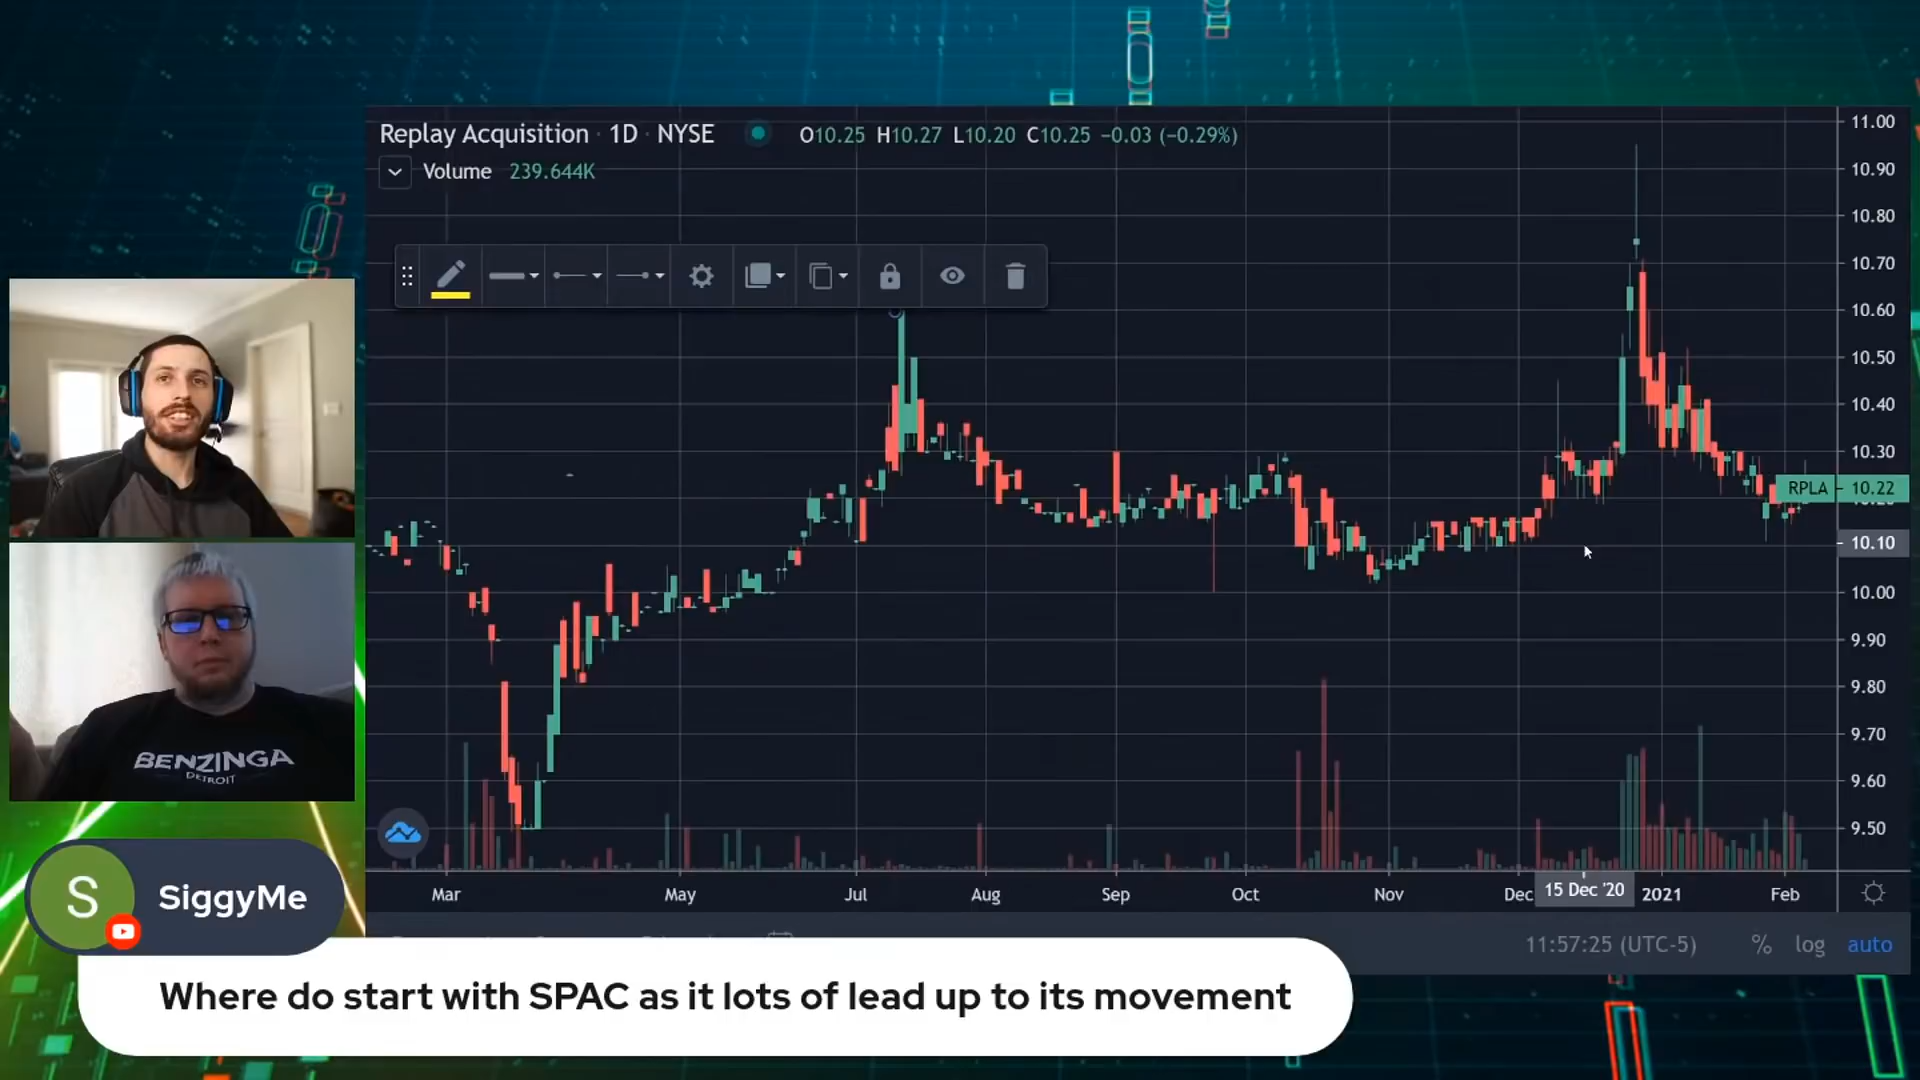 Replay Acquisition · 1D · NYSE O10.25 H10.27 L10.20 C10.25 −0.03 (−0.29%)
Volume 239.644K
11.00
10.90
10.80
10.70
10.60
10.50
10.40
10.30
RPLA 10.22
10.10
10.00
9.90
9.80
9.70
9.60
9.50
Mar May Jul Aug Sep Oct Nov Dec 15 Dec '20 2021 Feb
11:57:25 (UTC-5) % log auto
BENZINGA
DETROIT
S SiggyMe
Where do start with SPAC as it lots of lead up to its movement